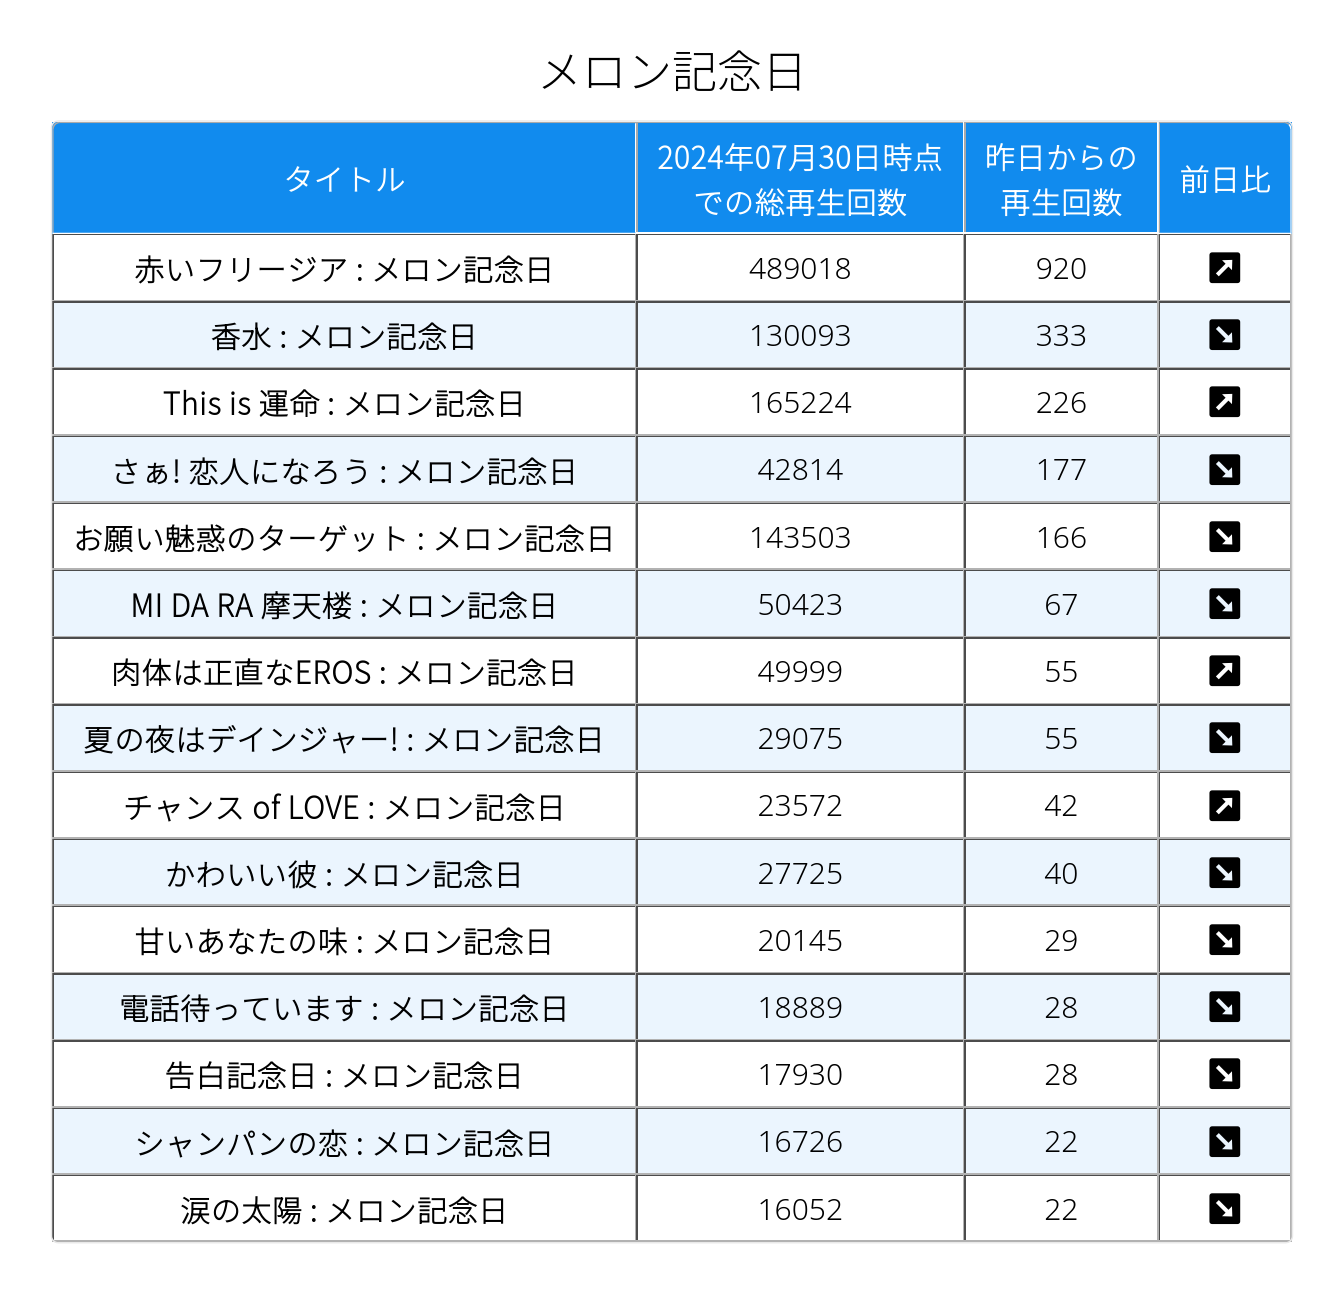 メロン記念日
タイトル
2024年07月30日時点
での総再生回数
昨日からの
再生回数
前日比
赤いフリージア : メロン記念日 489018 920 ↗
香水 : メロン記念日 130093 333 ↘
This is 運命 : メロン記念日 165224 226 ↗
さぁ! 恋人になろう : メロン記念日 42814 177 ↘
お願い魅惑のターゲット : メロン記念日 143503 166 ↘
MI DA RA 摩天楼 : メロン記念日 50423 67 ↘
肉体は正直なEROS : メロン記念日 49999 55 ↗
夏の夜はデインジャー! : メロン記念日 29075 55 ↘
チャンス of LOVE : メロン記念日 23572 42 ↗
かわいい彼 : メロン記念日 27725 40 ↘
甘いあなたの味 : メロン記念日 20145 29 ↘
電話待っています : メロン記念日 18889 28 ↘
告白記念日 : メロン記念日 17930 28 ↘
シャンパンの恋 : メロン記念日 16726 22 ↘
涙の太陽 : メロン記念日 16052 22 ↘